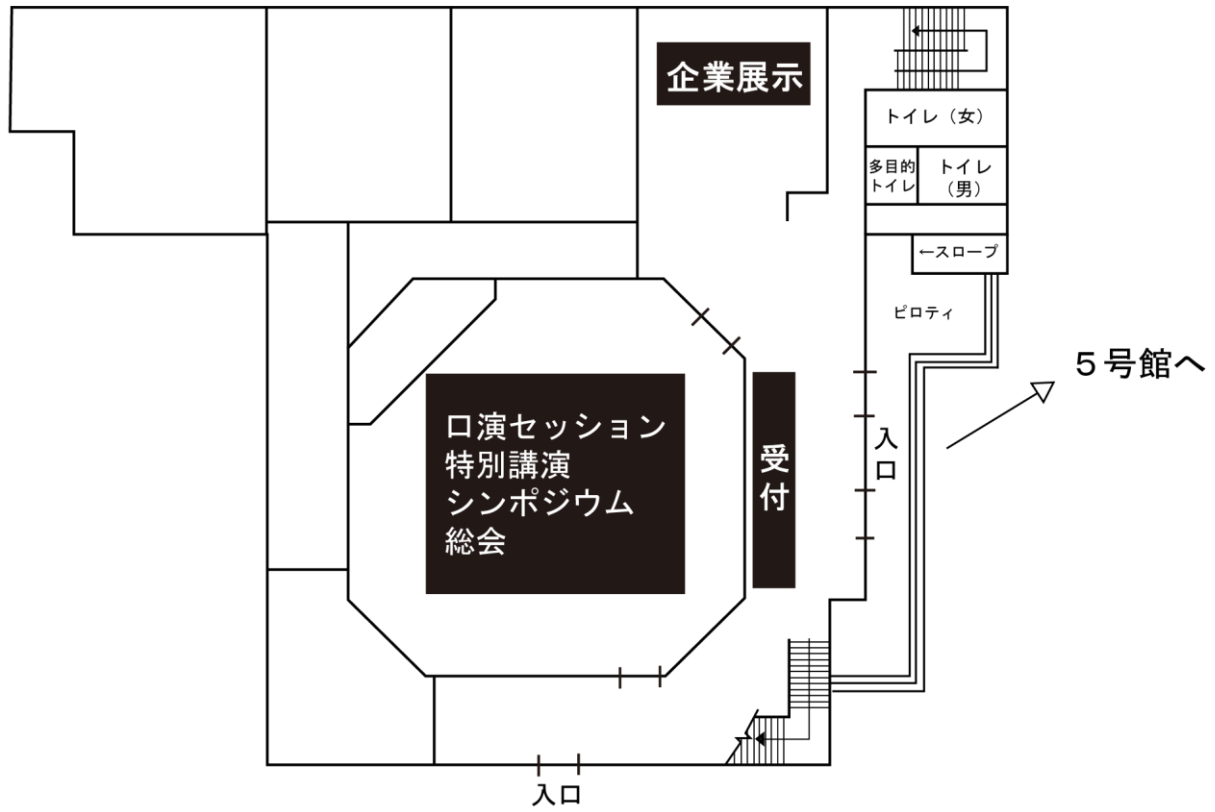 企業展示
トイレ（女）
多目的
トイレ
トイレ
（男）
←スロープ
ピロティ
５号館へ
入口
受付
口演セッション
特別講演
シンポジウム
総会
入口